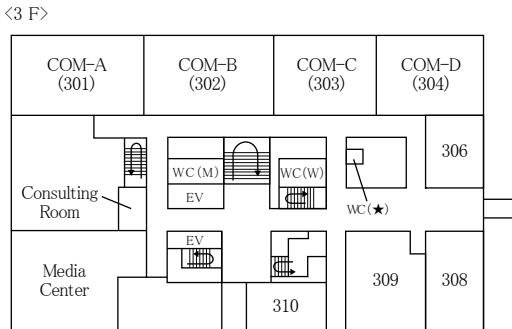 <3 F>
COM-A
(301)
COM-B
(302)
COM-C
(303)
COM-D
(304)
306
WC(M)
WC(W)
EV
WC(★)
Consulting
Room
EV
Media
Center
309
308
310